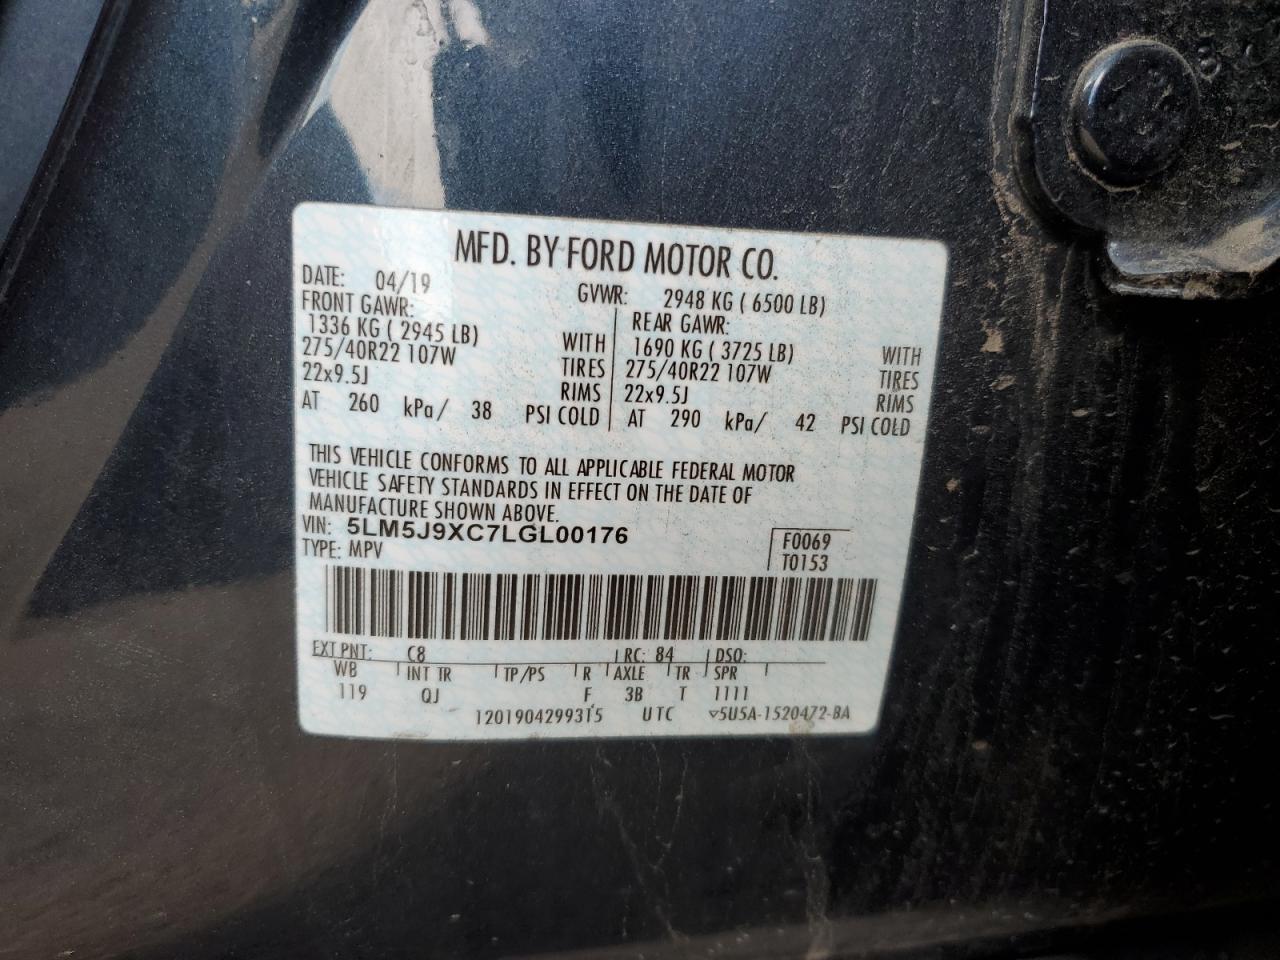 MFD. BY FORD MOTOR CO.
DATE: 04/19 GVWR: 2948 KG ( 6500 LB)
FRONT GAWR: REAR GAWR:
1336 KG ( 2945 LB) WITH 1690 KG ( 3725 LB) WITH
275/40R22 107W TIRES 275/40R22 107W TIRES
22x9.5J RIMS 22x9.5J RIMS
AT 260 kPa/ 38 PSI COLD AT 290 kPa/ 42 PSI COLD
THIS VEHICLE CONFORMS TO ALL APPLICABLE FEDERAL MOTOR
VEHICLE SAFETY STANDARDS IN EFFECT ON THE DATE OF
MANUFACTURE SHOWN ABOVE.
VIN: 5LM5J9XC7LGL00176 F0069
TYPE: MPV T0153
EXT PNT: C8 RC: 84 DSO:
WB INT TR TP/PS R AXLE TR SPR
119 QJ F 3B T 1111
1201904299315 UTC ▽5U5A-1520472-BA